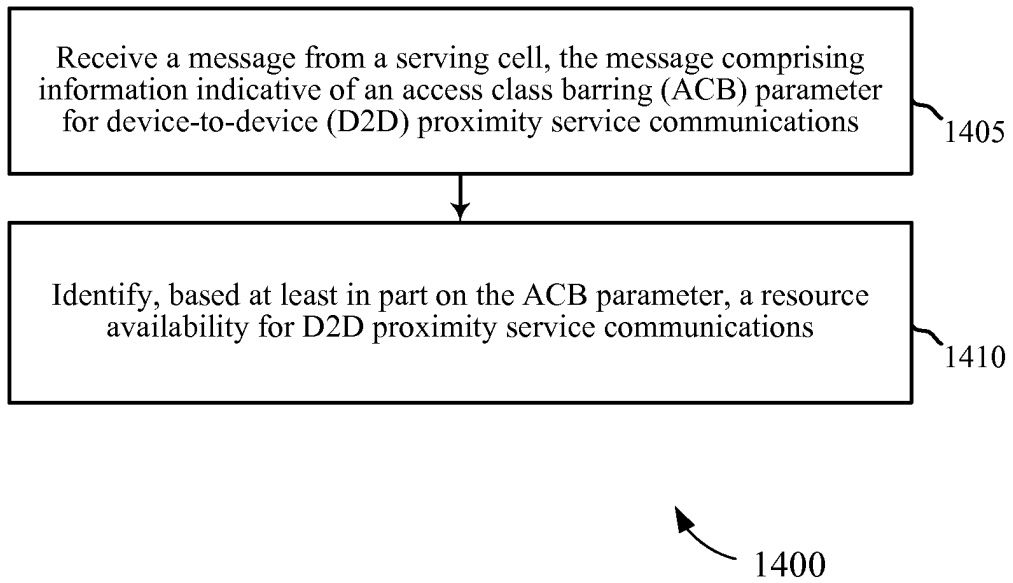 Receive a message from a serving cell, the message comprising
information indicative of an access class barring (ACB) parameter
for device-to-device (D2D) proximity service communications
1405
Identify, based at least in part on the ACB parameter, a resource
availability for D2D proximity service communications
1410
1400